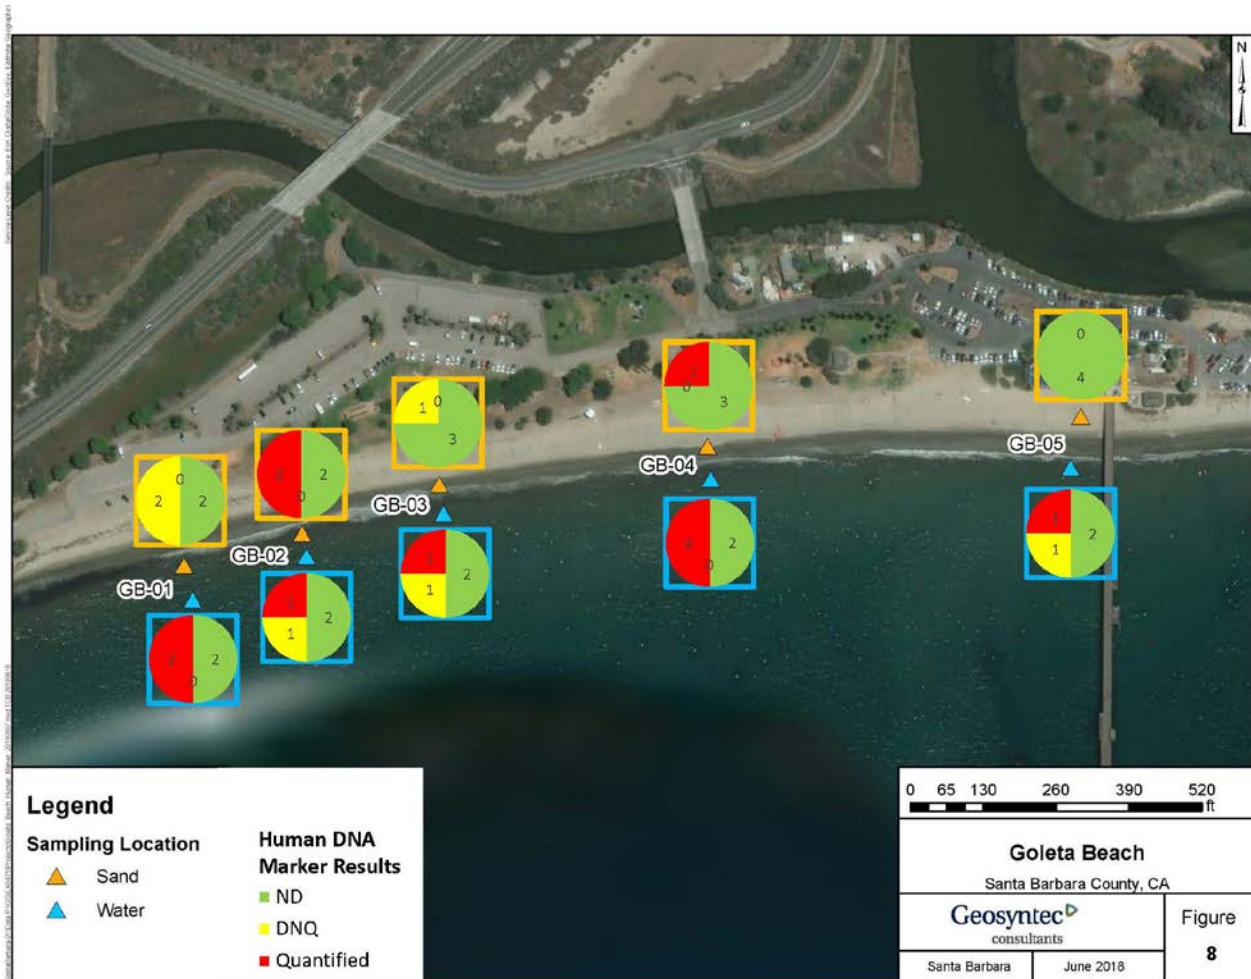 N
0
4
1
0
3
1
0
3
2
0
2
2
0
2
GB-05
GB-04
GB-03
GB-02
GB-01
1
1
2
2
0
2
1
1
2
1
1
2
2
0
2
Legend
Sampling Location
Sand
Water
Human DNA
Marker Results
ND
DNQ
Quantified
0 65 130 260 390 520
ft
Goleta Beach
Santa Barbara County, CA
Geosyntec
consultants
Santa Barbara
June 2018
Figure
8